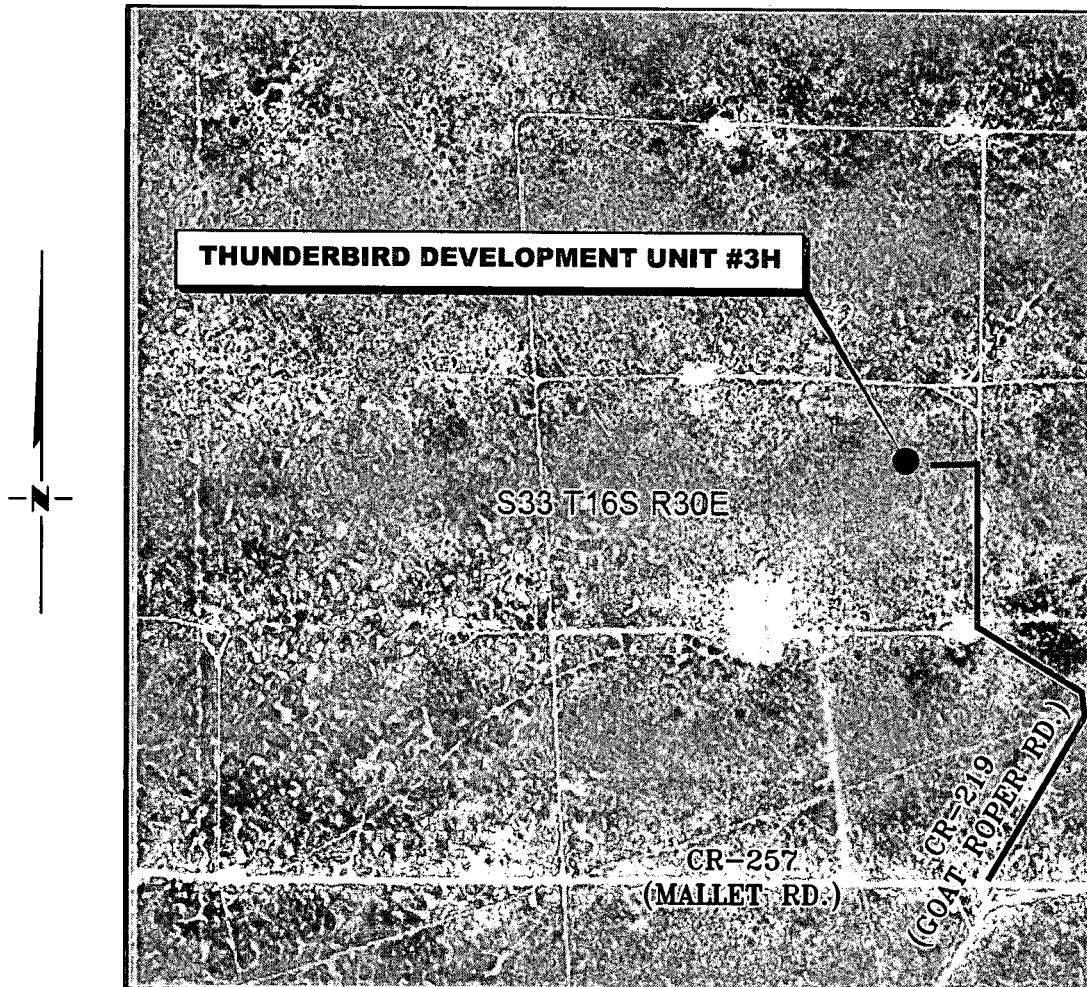 THUNDERBIRD DEVELOPMENT UNIT #3H
N
S33 T16S R30E
CR-219
(GOAT ROPER RD.)
CR-257
(MALLET RD.)